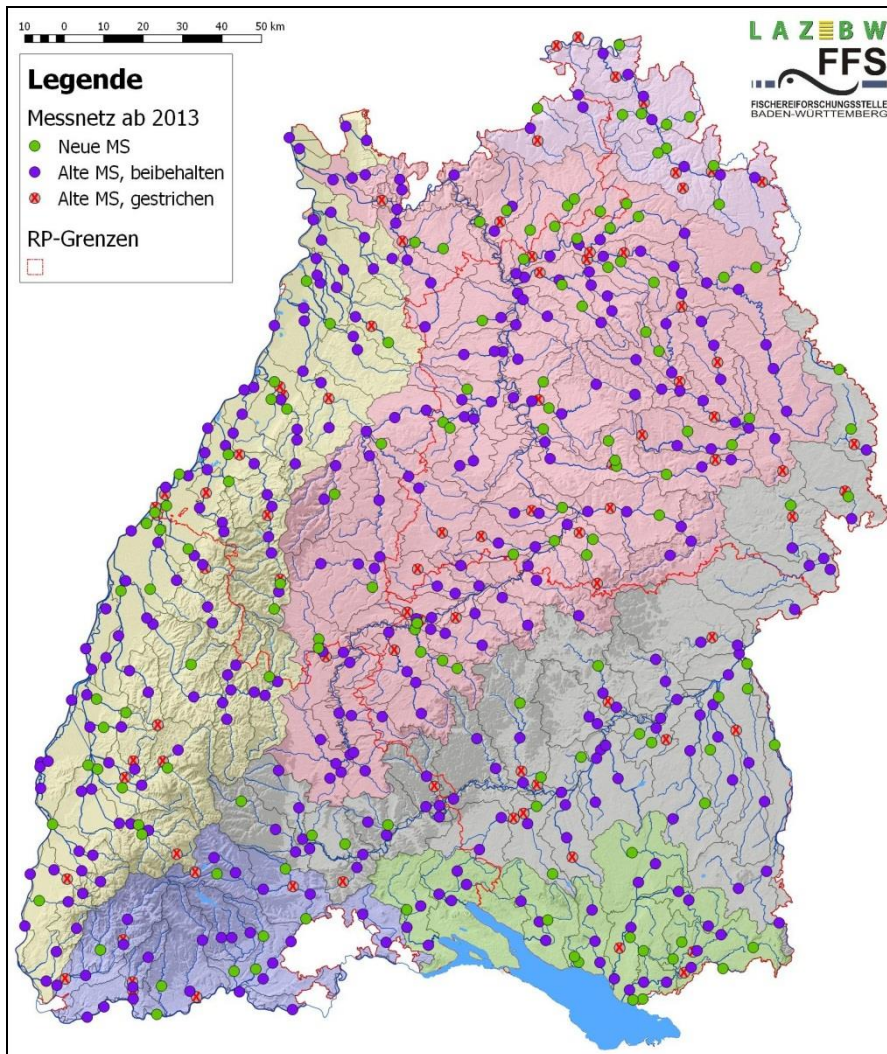 10 0 10 20 30 40 50 km
Legende
Messnetz ab 2013
Neue MS
Alte MS, beibehalten
Alte MS, gestrichen
RP-Grenzen
LAZBW
FFS
FISCHEREIFORSCHUNGSSTELLE
BADEN-WÜRTTEMBERG